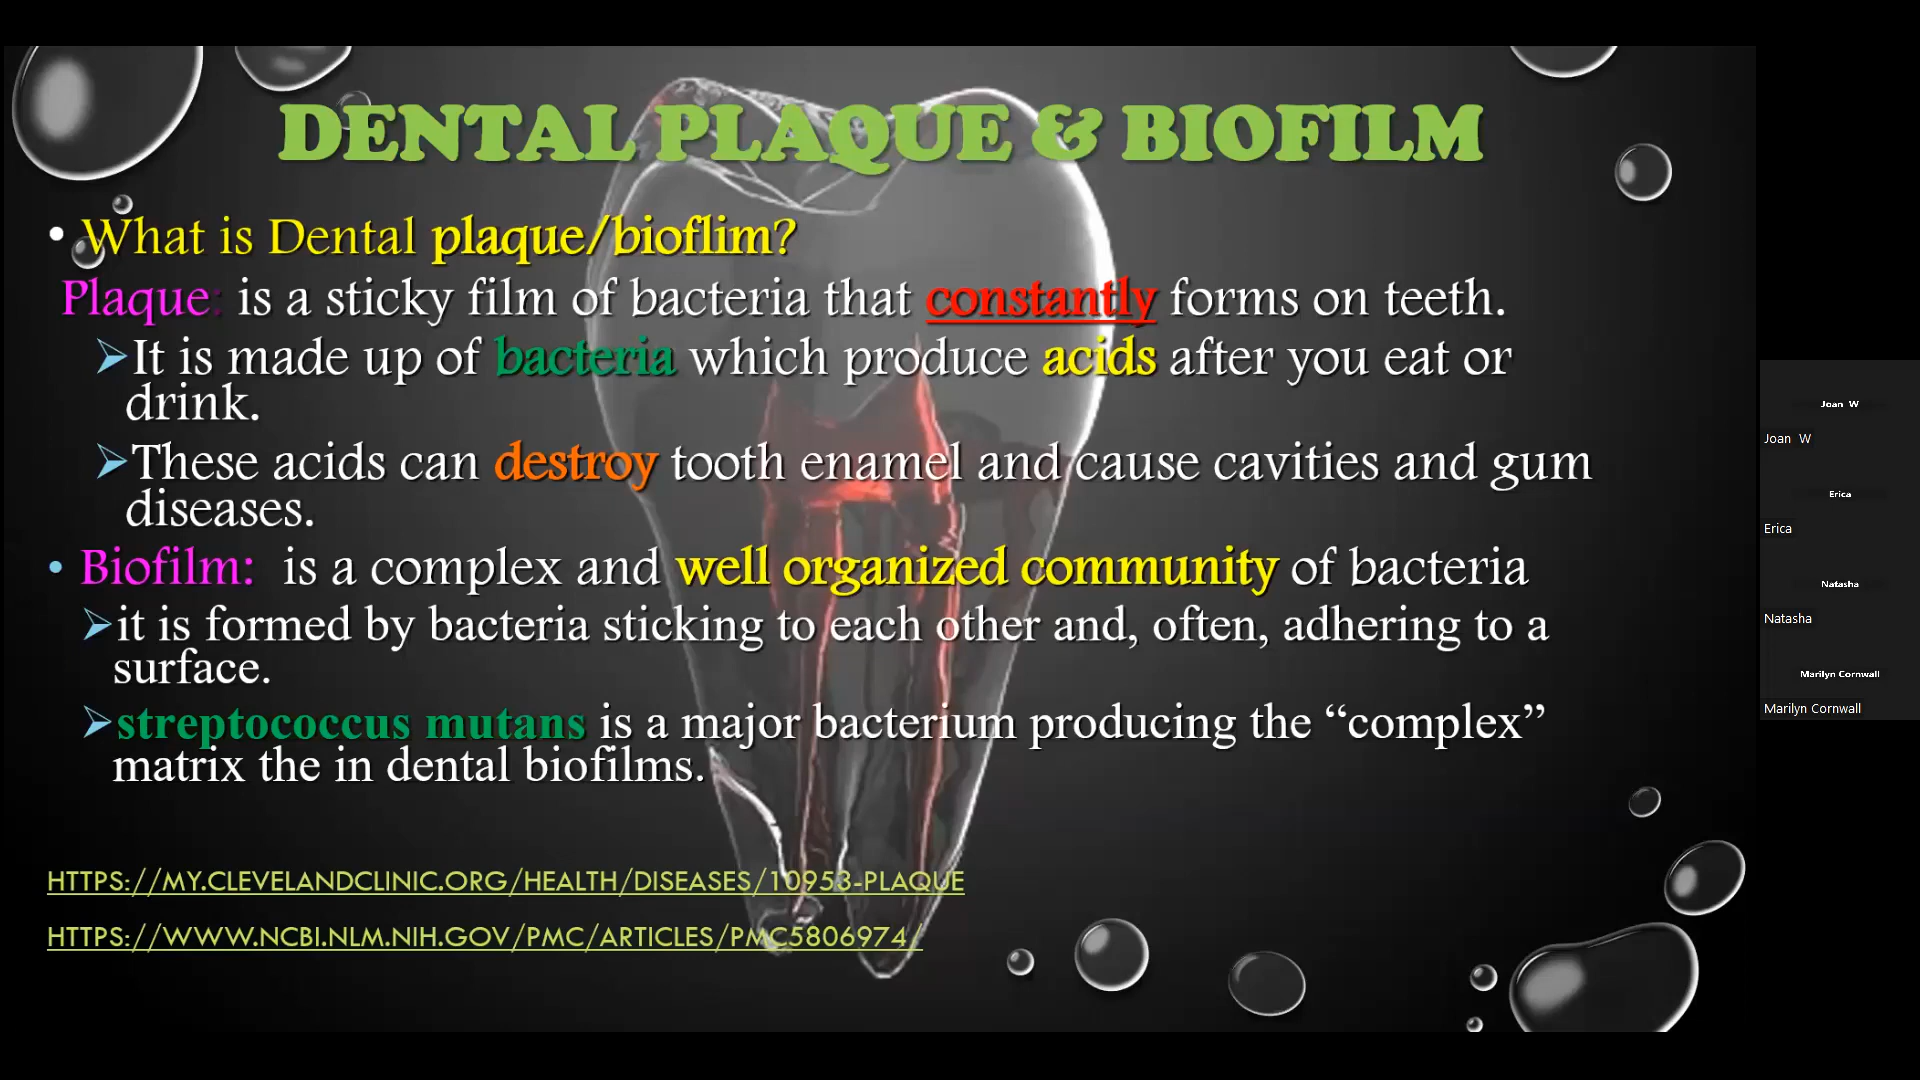 DENTAL PLAQUE & BIOFILM
• What is Dental plaque/bioflim?
Plaque: is a sticky film of bacteria that constantly forms on teeth.
➢It is made up of bacteria which produce acids after you eat or
drink.
➢These acids can destroy tooth enamel and cause cavities and gum
diseases.
• Biofilm: is a complex and well organized community of bacteria
➢it is formed by bacteria sticking to each other and, often, adhering to a
surface.
➢streptococcus mutans is a major bacterium producing the “complex”
matrix the in dental biofilms.
HTTPS://MY.CLEVELANDCLINIC.ORG/HEALTH/DISEASES/10953-PLAQUE
HTTPS://WWW.NCBI.NLM.NIH.GOV/PMC/ARTICLES/PMC5806974/
Joan W
Joan W
Erica
Erica
Natasha
Natasha
Marilyn Cornwall
Marilyn Cornwall